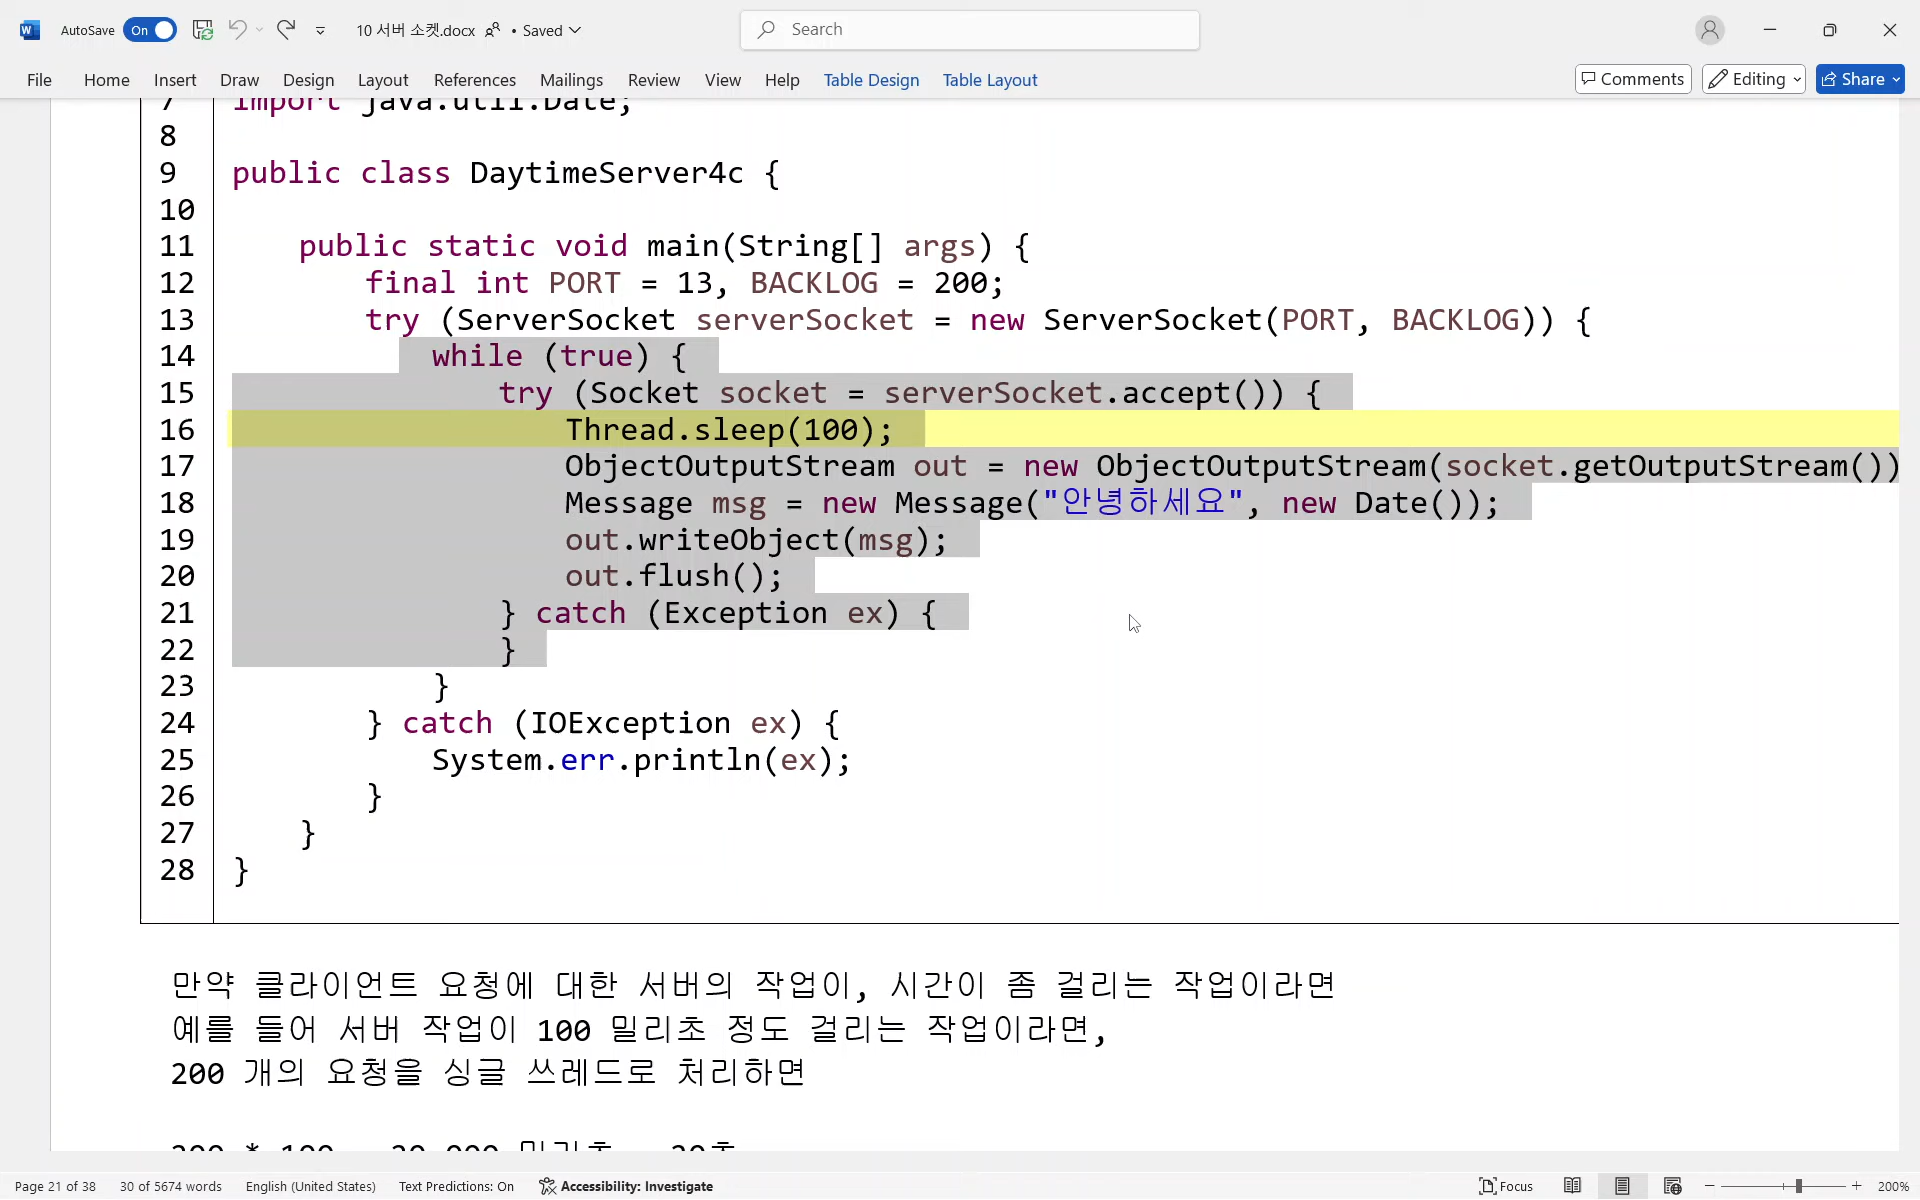 AutoSave On 10 서버 소켓.docx • Saved Search
File Home Insert Draw Design Layout References Mailings Review View Help Table Design Table Layout Comments Editing Share
7 import java.util.Date;
8
9 public class DaytimeServer4c {
10
11 public static void main(String[] args) {
12 final int PORT = 13, BACKLOG = 200;
13 try (ServerSocket serverSocket = new ServerSocket(PORT, BACKLOG)) {
14 while (true) {
15 try (Socket socket = serverSocket.accept()) {
16 Thread.sleep(100);
17 ObjectOutputStream out = new ObjectOutputStream(socket.getOutputStream())
18 Message msg = new Message("안녕하세요", new Date());
19 out.writeObject(msg);
20 out.flush();
21 } catch (Exception ex) {
22 }
23 }
24 } catch (IOException ex) {
25 System.err.println(ex);
26 }
27 }
28 }
만약 클라이언트 요청에 대한 서버의 작업이, 시간이 좀 걸리는 작업이라면
예를 들어 서버 작업이 100 밀리초 정도 걸리는 작업이라면,
200 개의 요청을 싱글 쓰레드로 처리하면
Page 21 of 38 30 of 5674 words English (United States) Text Predictions: On Accessibility: Investigate Focus 200%